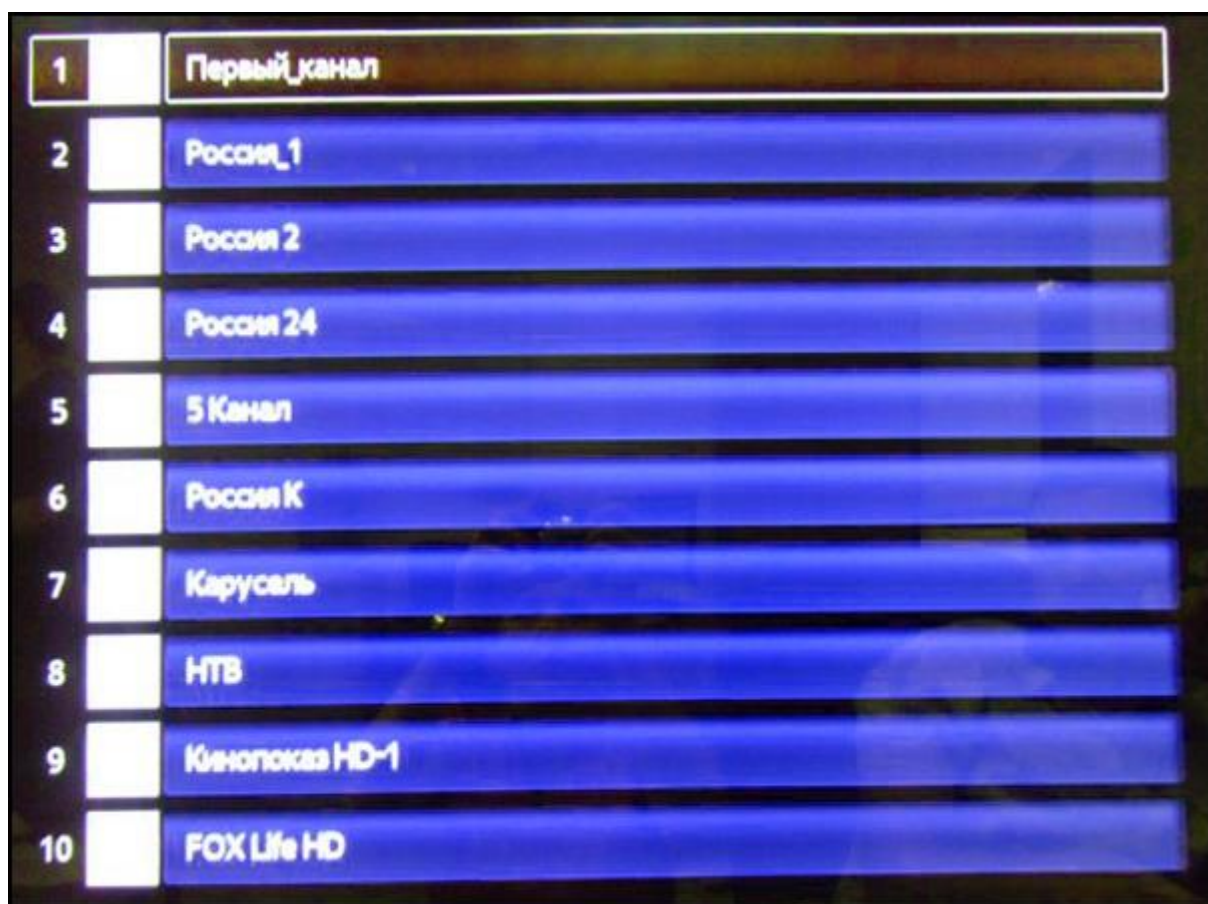 1 Первый_канал
2 Россия_1
3 Россия 2
4 Россия 24
5 5 Канал
6 Россия К
7 Карусель
8 НТВ
9 Кинопоказ HD-1
10 FOX Life HD